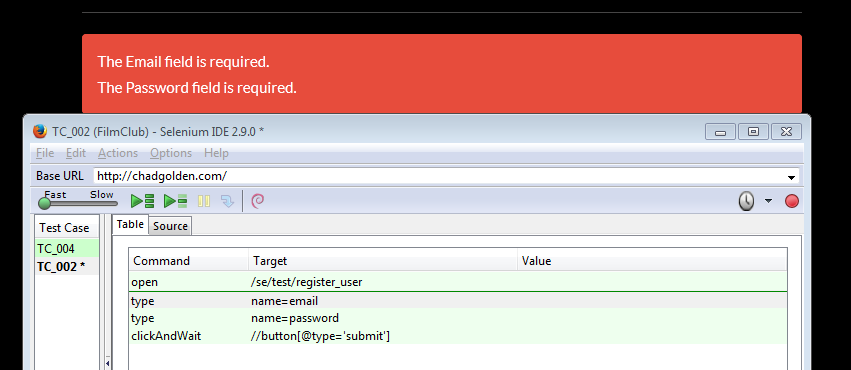 The Email field is required.
The Password field is required.
TC_002 (FilmClub) - Selenium IDE 2.9.0 *
File Edit Actions Options Help
Base URL http://chadgolden.com/
Fast Slow
Test Case Table Source
TC_004
TC_002 *
Command Target Value
open /se/test/register_user
type name=email
type name=password
clickAndWait //button[@type='submit']